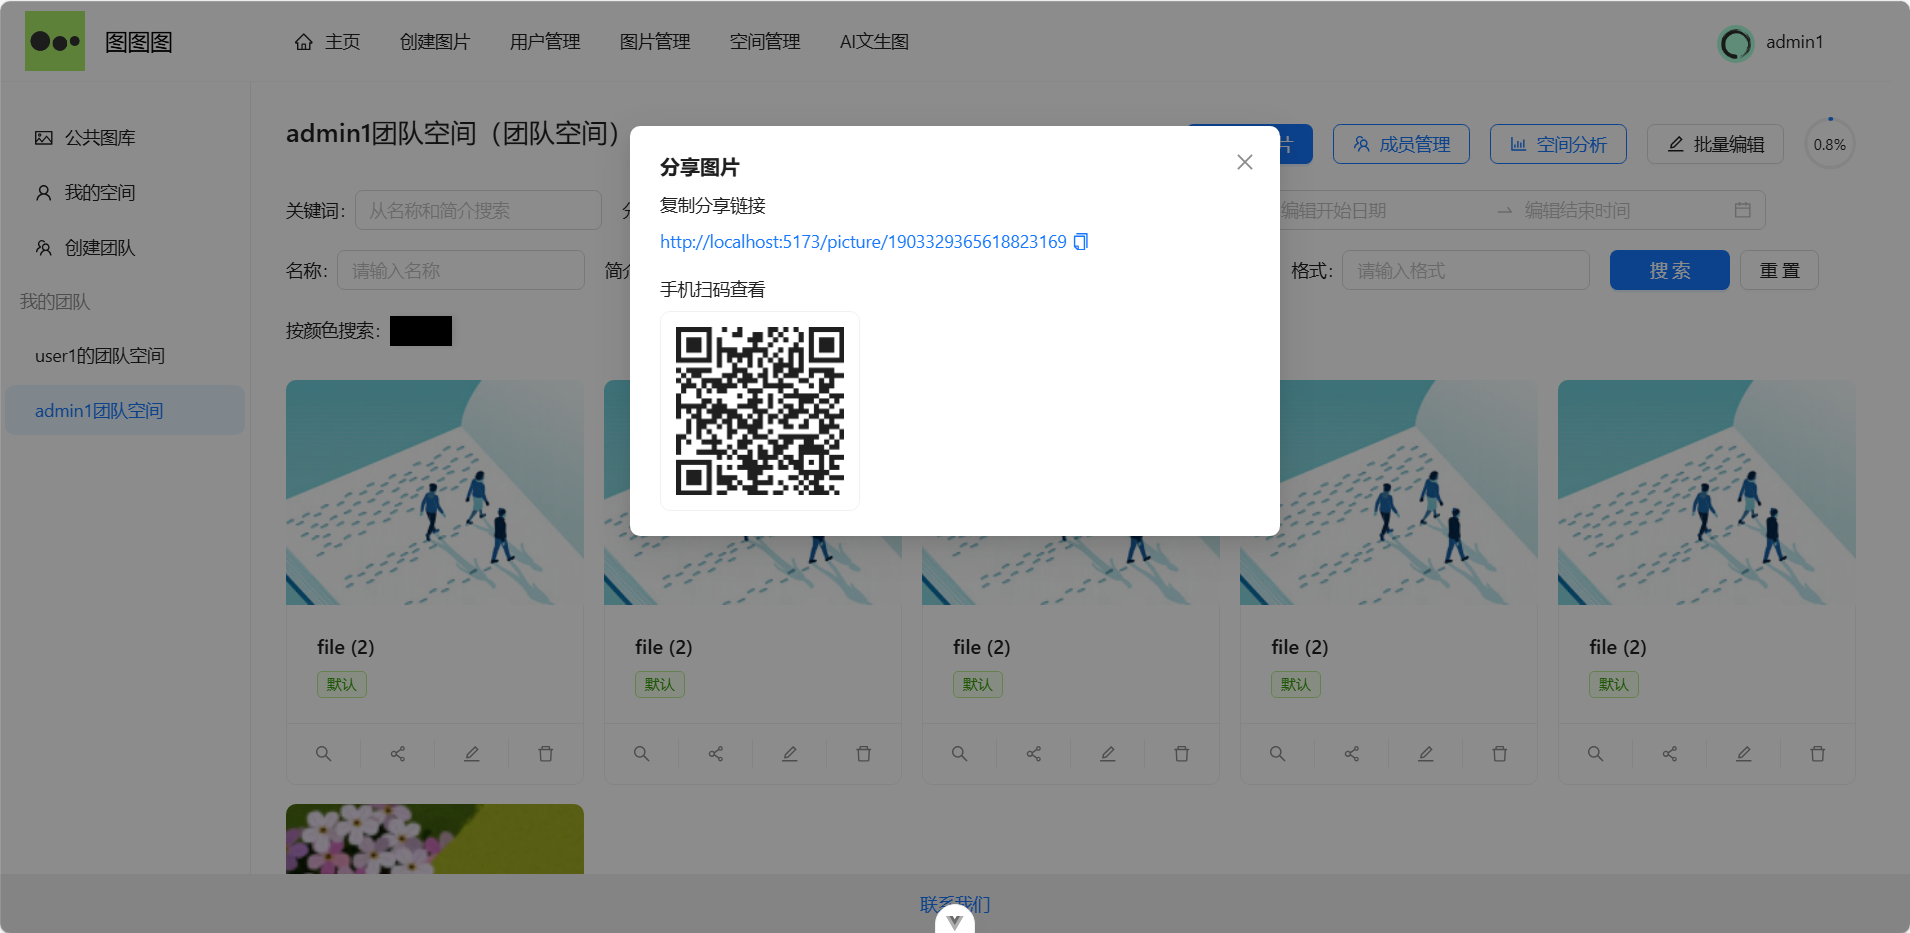 图图图
主页 创建图片 用户管理 图片管理 空间管理 AI文生图
admin1
公共图库
我的空间
创建团队
我的团队
user1的团队空间
admin1团队空间
admin1团队空间（团队空间）
片
成员管理
空间分析
批量编辑
0.8%
关键词:
从名称和简介搜索
编辑开始日期
编辑结束时间
名称:
请输入名称
简介
格式:
请输入格式
搜 索
重 置
按颜色搜索:
分享图片
复制分享链接
http://localhost:5173/picture/1903329365618823169
手机扫码查看
file (2)
默认
file (2)
默认
file (2)
默认
file (2)
默认
file (2)
默认
联系我们